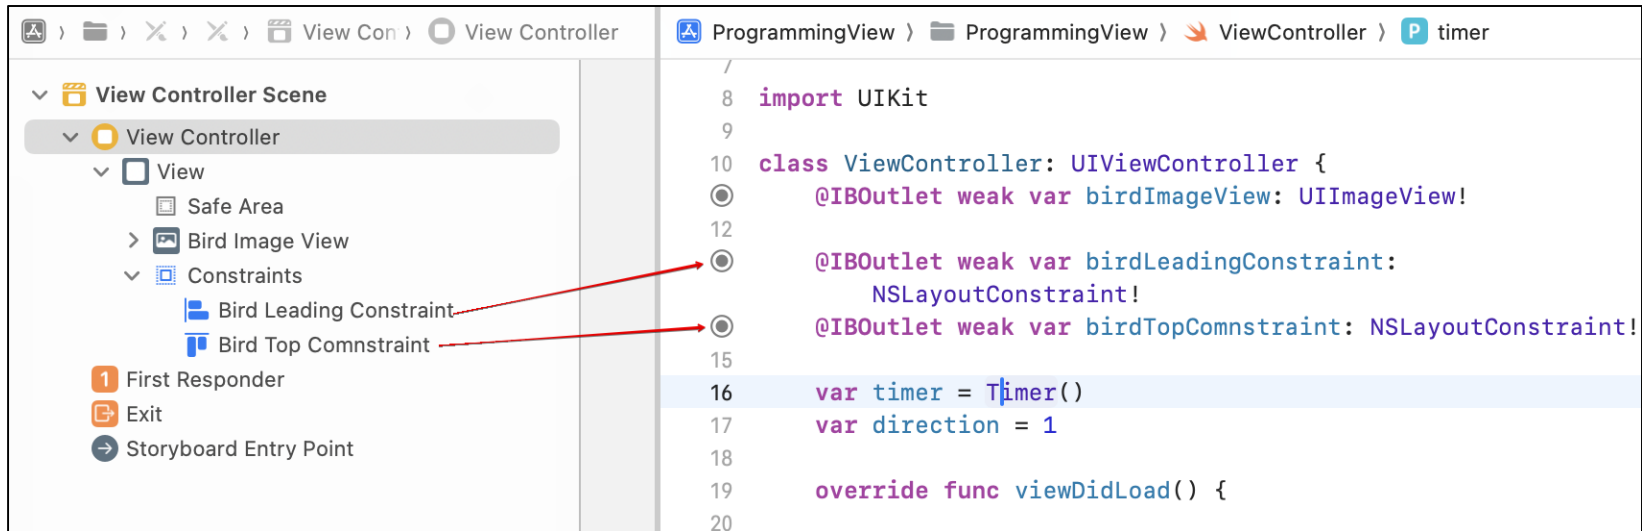 View Con
View Controller
View Controller Scene
View Controller
View
Safe Area
Bird Image View
Constraints
Bird Leading Constraint
Bird Top Comnstraint
1 First Responder
Exit
Storyboard Entry Point
ProgrammingView ProgrammingView ViewController P timer
7
8 import UIKit
9
10 class ViewController: UIViewController {
@IBOutlet weak var birdImageView: UIImageView!
12
@IBOutlet weak var birdLeadingConstraint:
NSLayoutConstraint!
@IBOutlet weak var birdTopComnstraint: NSLayoutConstraint!
15
16 var timer = Timer()
17 var direction = 1
18
19 override func viewDidLoad() {
20